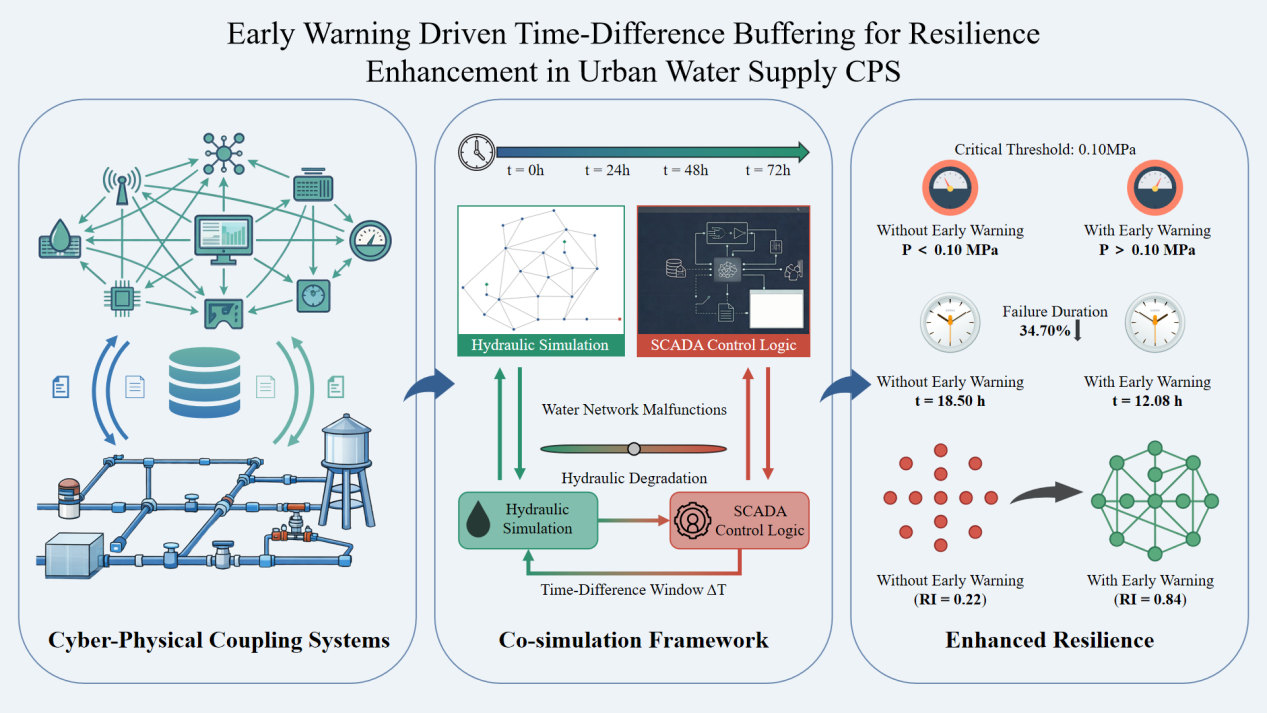 Early Warning Driven Time-Difference Buffering for Resilience
Enhancement in Urban Water Supply CPS
Cyber-Physical Coupling Systems
t = 0h
t = 24h
t = 48h
t = 72h
Hydraulic Simulation
SCADA Control Logic
Water Network Malfunctions
Hydraulic Degradation
Hydraulic
Simulation
SCADA
Control Logic
Time-Difference Window ΔT
Co-simulation Framework
Critical Threshold: 0.10MPa
Without Early Warning
P < 0.10 MPa
With Early Warning
P > 0.10 MPa
Failure Duration
34.70%
Without Early Warning
t = 18.50 h
With Early Warning
t = 12.08 h
Without Early Warning
(RI = 0.22)
With Early Warning
(RI = 0.84)
Enhanced Resilience